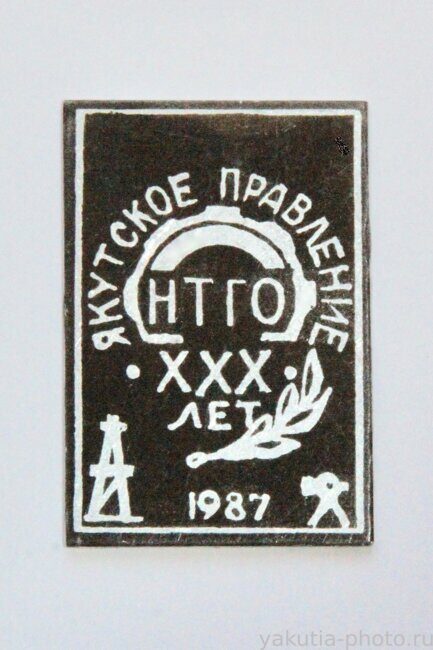 ЯКУТСКОЕ ПРАВЛЕНИЕ
НТГО
·XXX·
ЛЕТ
1987
yakutia-photo.ru